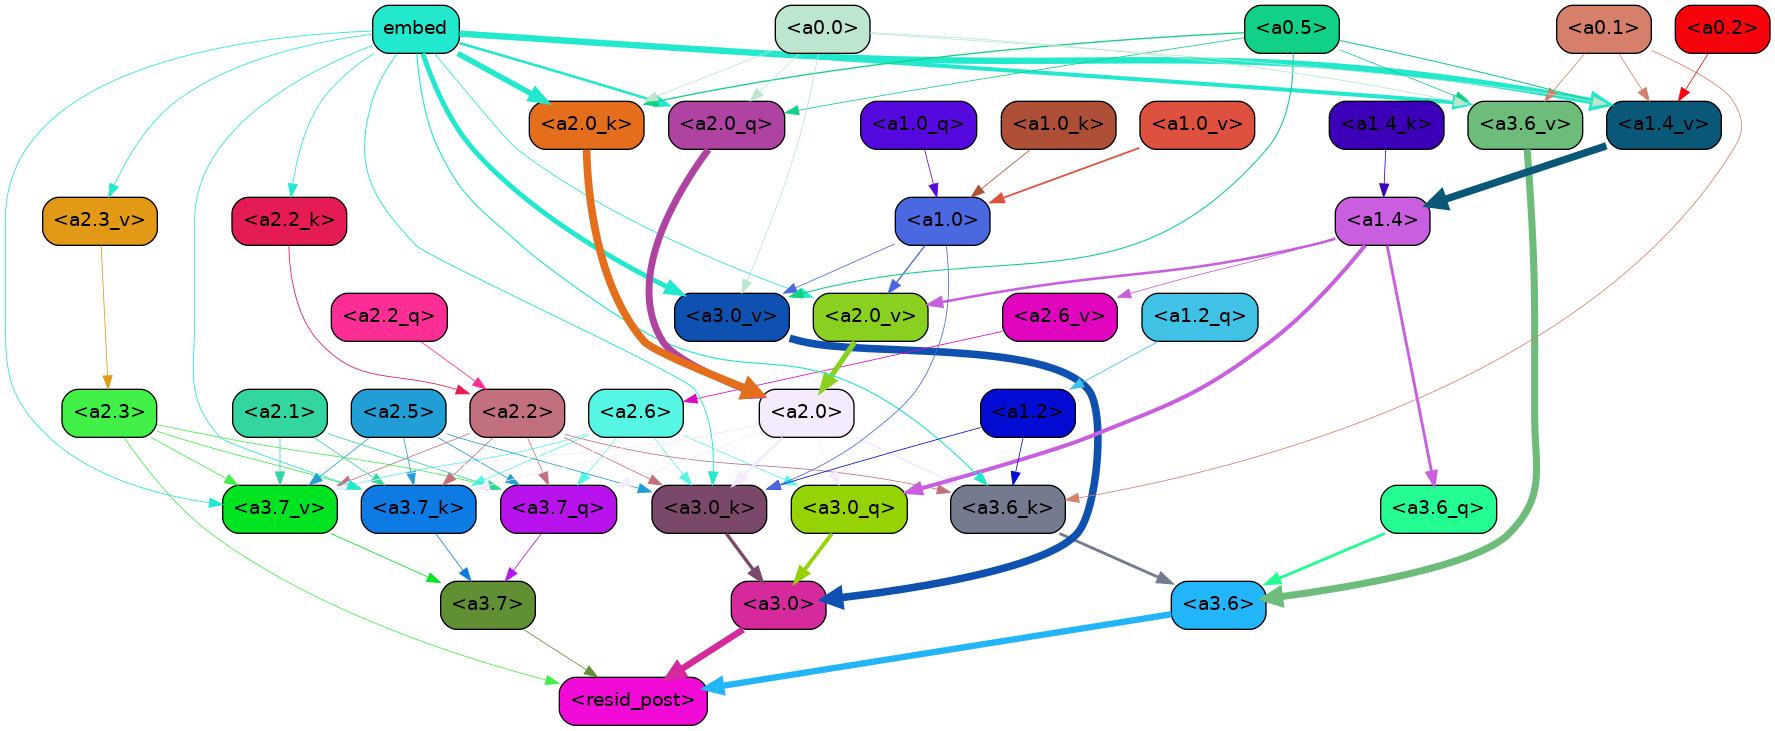 embed
<a0.0>
<a0.5>
<a0.1>
<a0.2>
<a2.0_k>
<a2.0_q>
<a1.0_q>
<a1.0_k>
<a1.0_v>
<a1.4_k>
<a3.6_v>
<a1.4_v>
<a2.3_v>
<a2.2_k>
<a1.0>
<a1.4>
<a2.2_q>
<a3.0_v>
<a2.0_v>
<a2.6_v>
<a1.2_q>
<a2.3>
<a2.1>
<a2.5>
<a2.2>
<a2.6>
<a2.0>
<a1.2>
<a3.7_v>
<a3.7_k>
<a3.7_q>
<a3.0_k>
<a3.0_q>
<a3.6_k>
<a3.6_q>
<a3.7>
<a3.0>
<a3.6>
<resid_post>